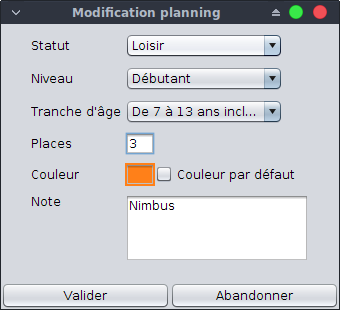 Modification planning
Statut Loisir
Niveau Débutant
Tranche d'âge De 7 à 13 ans incl...
Places 3
Couleur Couleur par défaut
Note Nimbus
Valider Abandonner